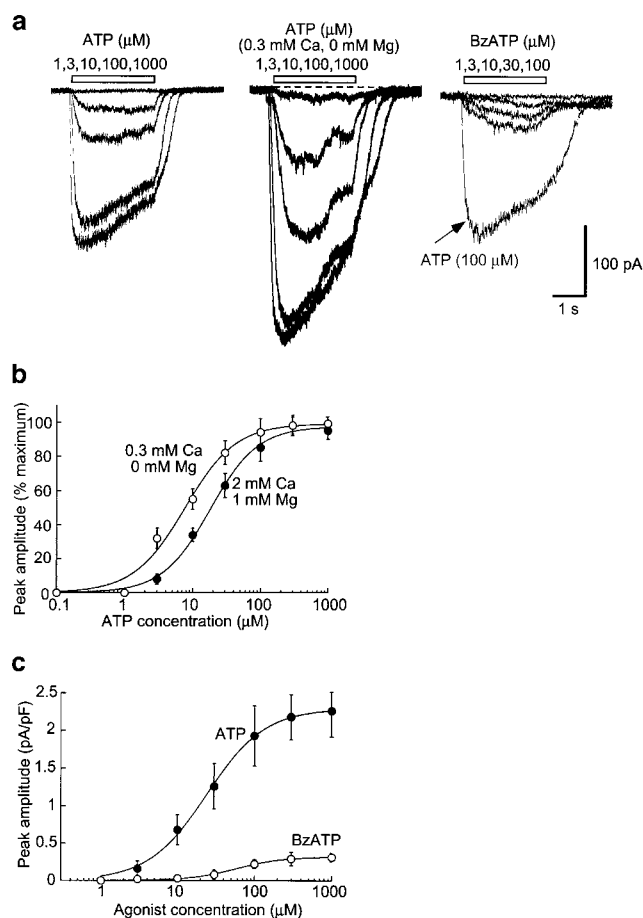 a
ATP (μM)
1,3,10,100,1000
ATP (μM)
(0.3 mM Ca, 0 mM Mg)
1,3,10,100,1000
BzATP (μM)
1,3,10,30,100
ATP (100 μM)
100 pA
1 s
b
Peak amplitude (% maximum)
100
80
60
40
20
0
0.3 mM Ca
0 mM Mg
2 mM Ca
1 mM Mg
0.1
1
10
100
1000
ATP concentration (μM)
c
Peak amplitude (pA/pF)
2.5
2
1.5
1
0.5
0
ATP
BzATP
1
10
100
1000
Agonist concentration (μM)